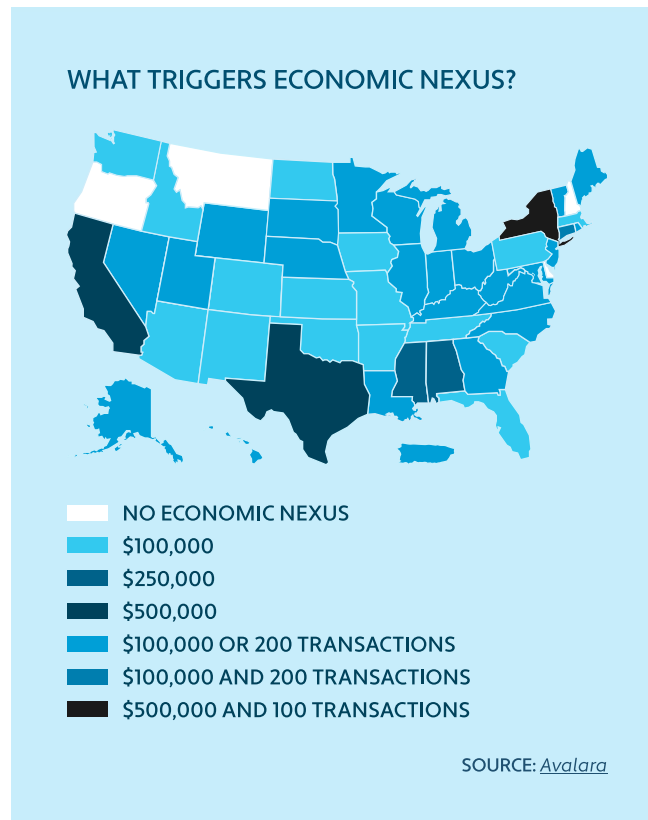 WHAT TRIGGERS ECONOMIC NEXUS?
NO ECONOMIC NEXUS
$100,000
$250,000
$500,000
$100,000 OR 200 TRANSACTIONS
$100,000 AND 200 TRANSACTIONS
$500,000 AND 100 TRANSACTIONS
SOURCE: Avalara